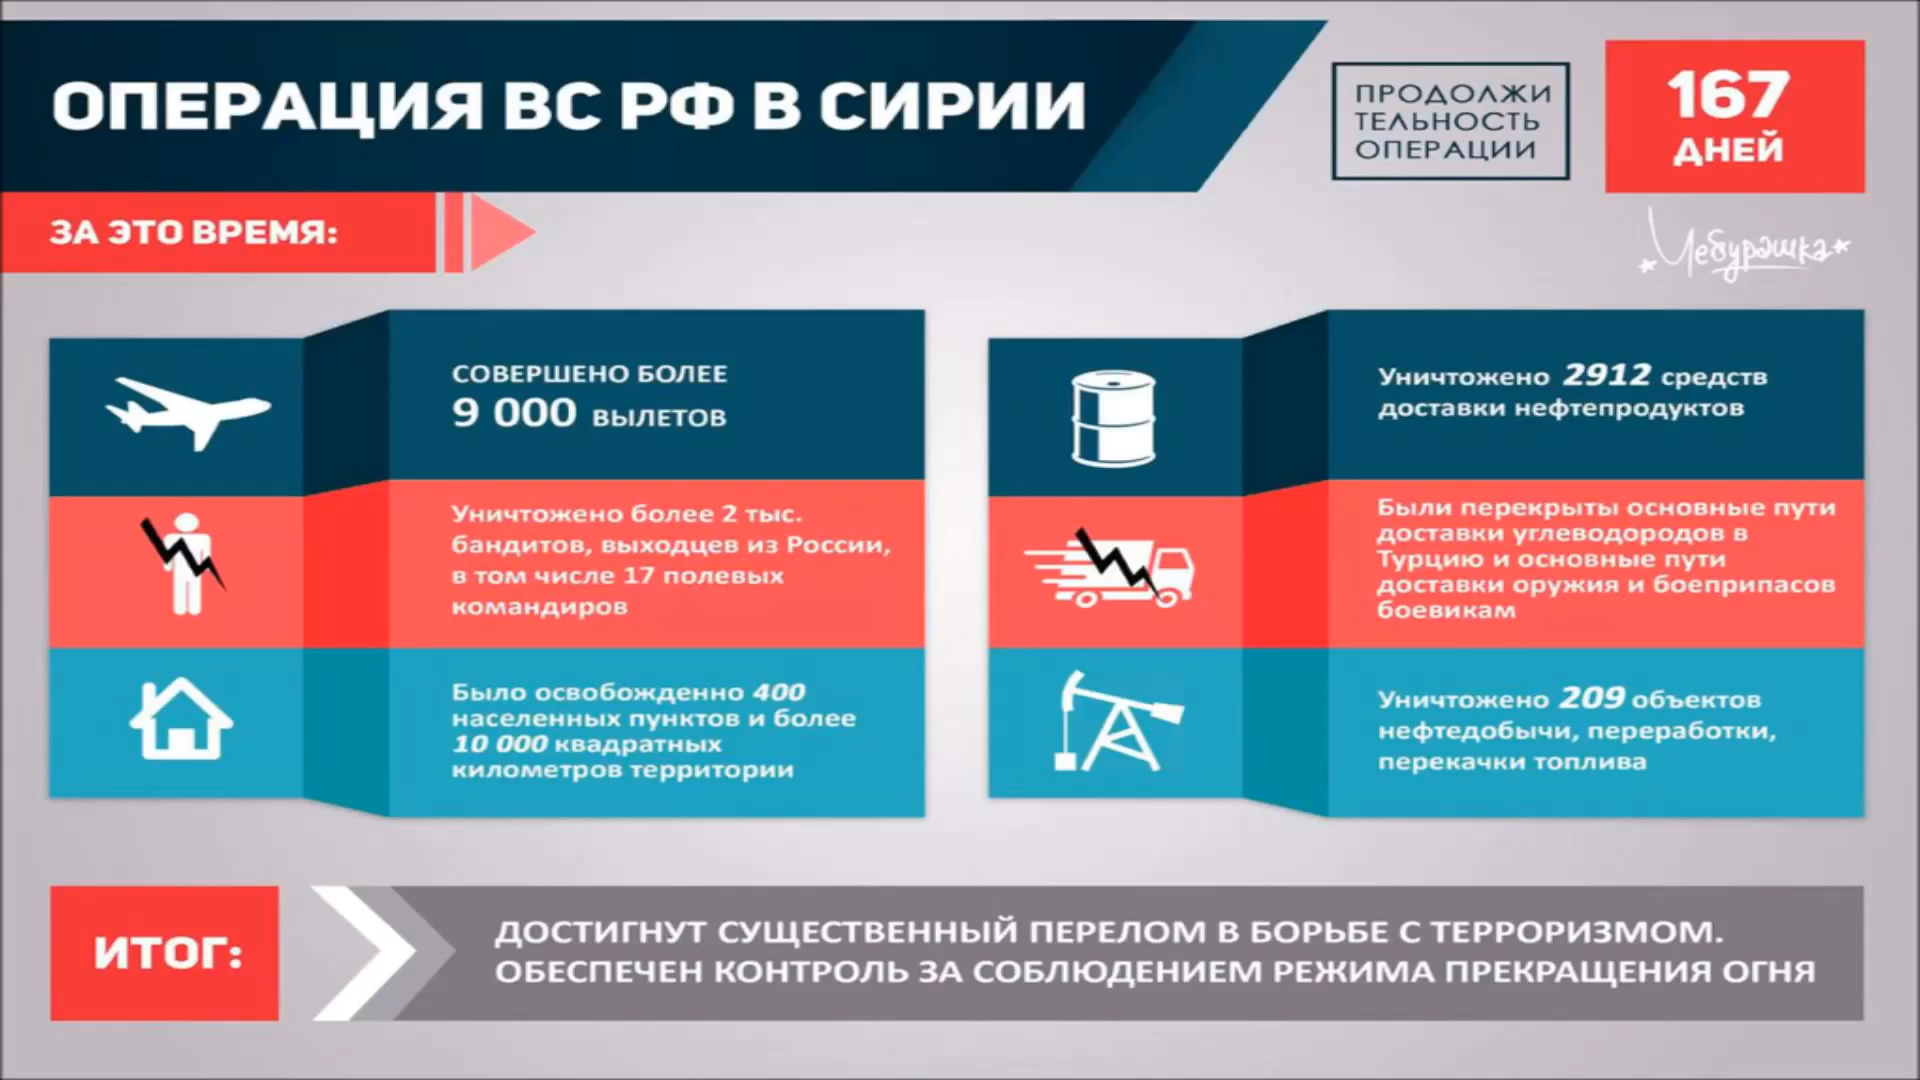 ОПЕРАЦИЯ ВС РФ В СИРИИ
ПРОДОЛЖИ
ТЕЛЬНОСТЬ
ОПЕРАЦИИ
167
ДНЕЙ
ЗА ЭТО ВРЕМЯ:
Чебурашка
СОВЕРШЕНО БОЛЕЕ
9 000 ВЫЛЕТОВ
Уничтожено более 2 тыс.
бандитов, выходцев из России,
в том числе 17 полевых
командиров
Было освобожденно 400
населенных пунктов и более
10 000 квадратных
километров территории
Уничтожено 2912 средств
доставки нефтепродуктов
Были перекрыты основные пути
доставки углеводородов в
Турцию и основные пути
доставки оружия и боеприпасов
боевикам
Уничтожено 209 объектов
нефтедобычи, переработки,
перекачки топлива
ИТОГ:
ДОСТИГНУТ СУЩЕСТВЕННЫЙ ПЕРЕЛОМ В БОРЬБЕ С ТЕРРОРИЗМОМ.
ОБЕСПЕЧЕН КОНТРОЛЬ ЗА СОБЛЮДЕНИЕМ РЕЖИМА ПРЕКРАЩЕНИЯ ОГНЯ